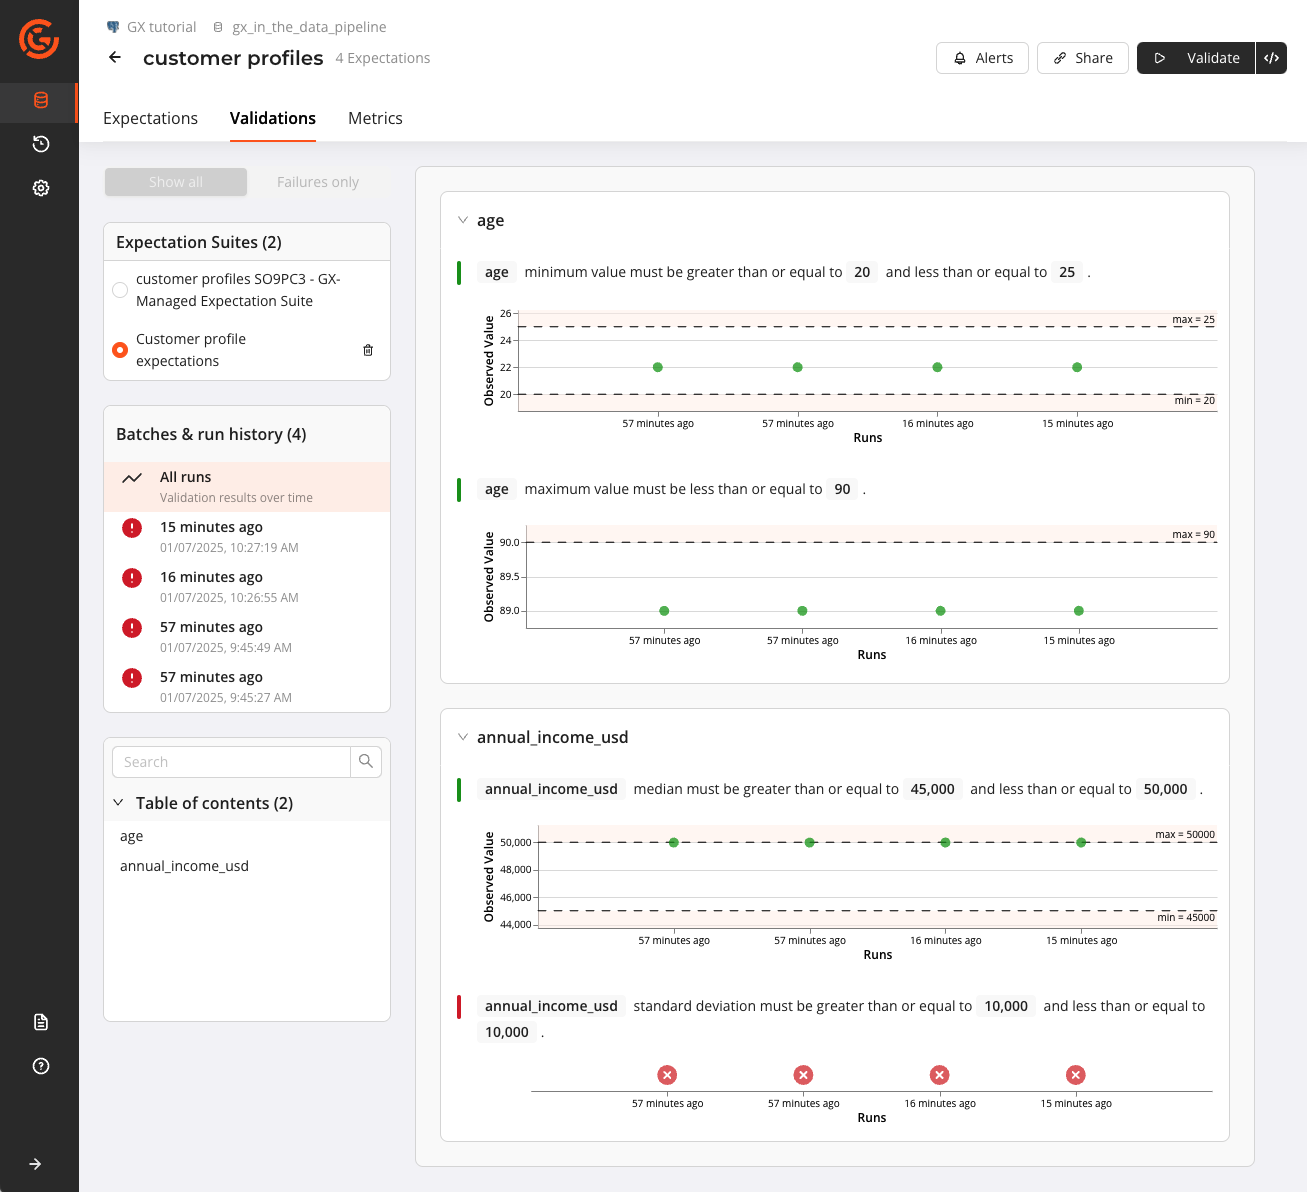 GX tutorial gx_in_the_data_pipeline
customer profiles 4 Expectations
Alerts Share Validate </>
Expectations Validations Metrics
Show all Failures only
Expectation Suites (2)
customer profiles SO9PC3 - GX-
Managed Expectation Suite
Customer profile
expectations
Batches & run history (4)
All runs
Validation results over time
15 minutes ago
01/07/2025, 10:27:19 AM
16 minutes ago
01/07/2025, 10:26:55 AM
57 minutes ago
01/07/2025, 9:45:49 AM
57 minutes ago
01/07/2025, 9:45:27 AM
Search
Table of contents (2)
age
annual_income_usd
age
age minimum value must be greater than or equal to 20 and less than or equal to 25 .
Observed Value
26
24
22
20
max = 25
min = 20
57 minutes ago 57 minutes ago 16 minutes ago 15 minutes ago
Runs
age maximum value must be less than or equal to 90 .
Observed Value
90.0
89.5
89.0
max = 90
57 minutes ago 57 minutes ago 16 minutes ago 15 minutes ago
Runs
annual_income_usd
annual_income_usd median must be greater than or equal to 45,000 and less than or equal to 50,000 .
Observed Value
50,000
48,000
46,000
44,000
max = 50000
min = 45000
57 minutes ago 57 minutes ago 16 minutes ago 15 minutes ago
Runs
annual_income_usd standard deviation must be greater than or equal to 10,000 and less than or equal to
10,000 .
57 minutes ago 57 minutes ago 16 minutes ago 15 minutes ago
Runs